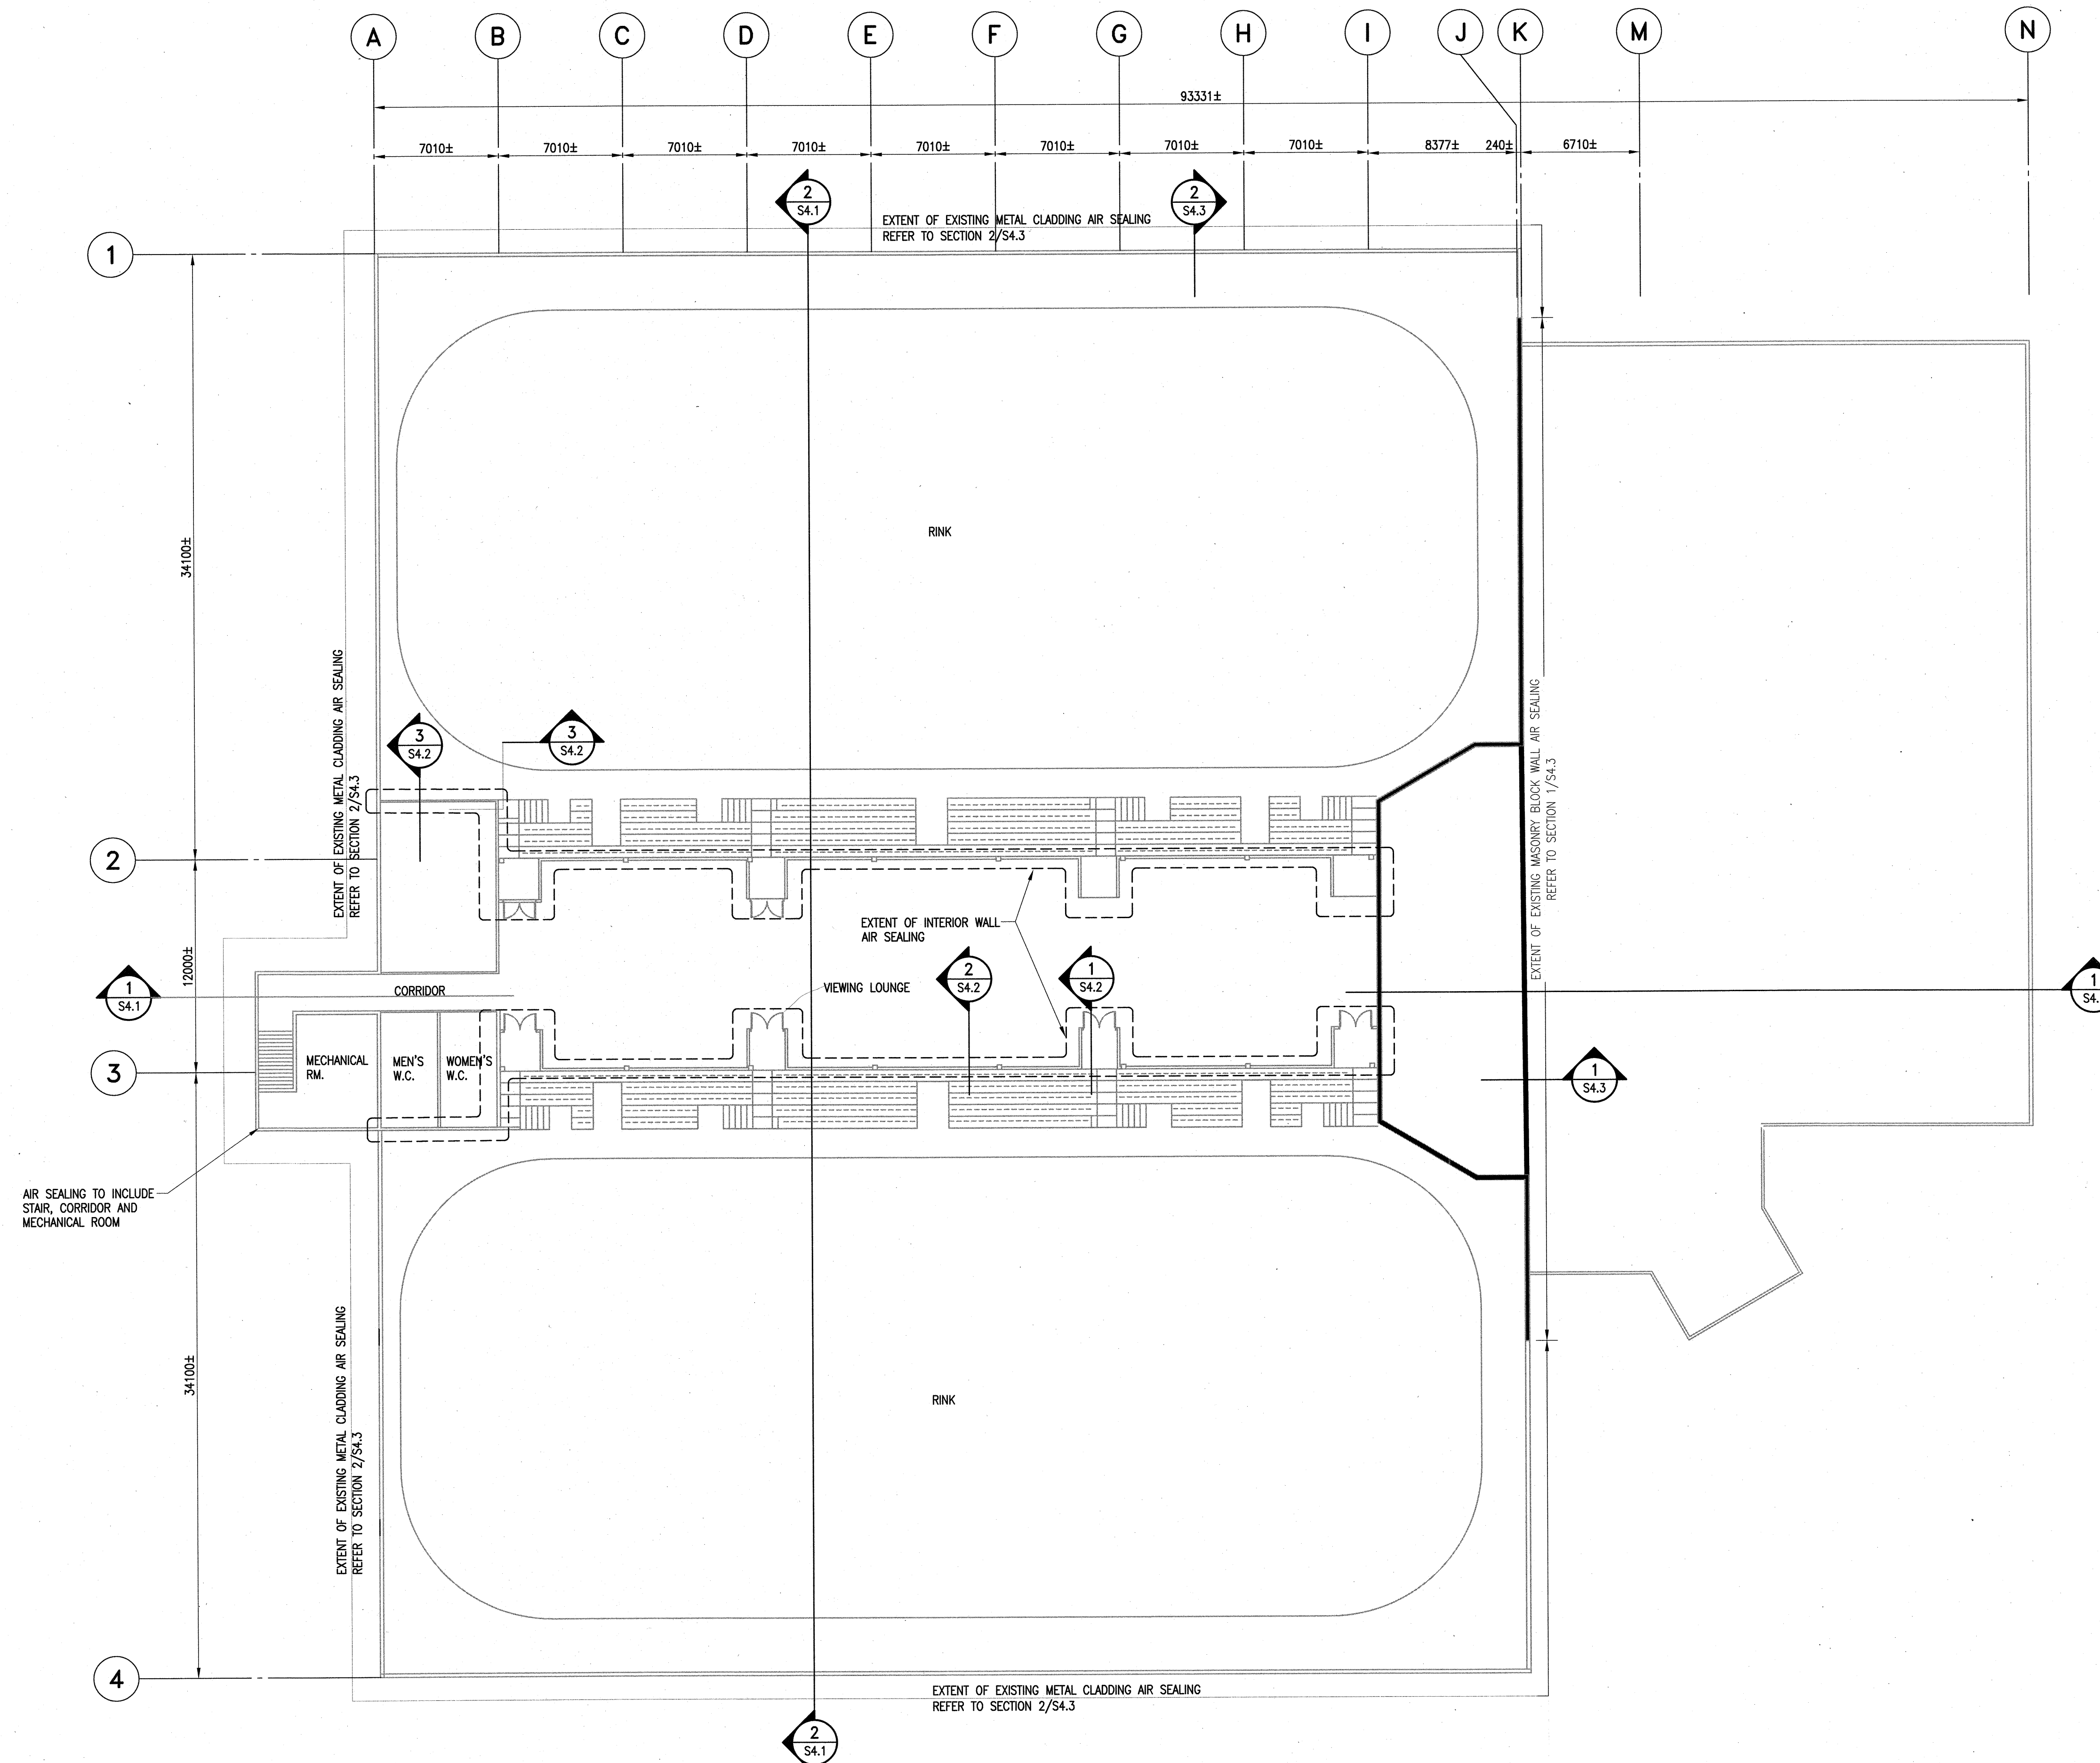 A B C D E F G H I J K M N
93331±
7010± 7010± 7010± 7010± 7010± 7010± 7010± 7010± 8377± 240± 6710±
2
S4.1
2
S4.3
EXTENT OF EXISTING METAL CLADDING AIR SEALING
REFER TO SECTION 2/S4.3
1
34100±
RINK
EXTENT OF EXISTING METAL CLADDING AIR SEALING
REFER TO SECTION 2/S4.3
3
S4.2
3
S4.2
EXTENT OF EXISTING MASONRY BLOCK WALL AIR SEALING
REFER TO SECTION 1/S4.3
2
12000±
EXTENT OF INTERIOR WALL
AIR SEALING
2
S4.2
1
S4.2
VIEWING LOUNGE
1
S4.1
CORRIDOR
1
S4.
3
MECHANICAL
RM.
MEN'S
W.C.
WOMEN'S
W.C.
1
S4.3
AIR SEALING TO INCLUDE
STAIR, CORRIDOR AND
MECHANICAL ROOM
34100±
EXTENT OF EXISTING METAL CLADDING AIR SEALING
REFER TO SECTION 2/S4.3
RINK
4
EXTENT OF EXISTING METAL CLADDING AIR SEALING
REFER TO SECTION 2/S4.3
2
S4.1